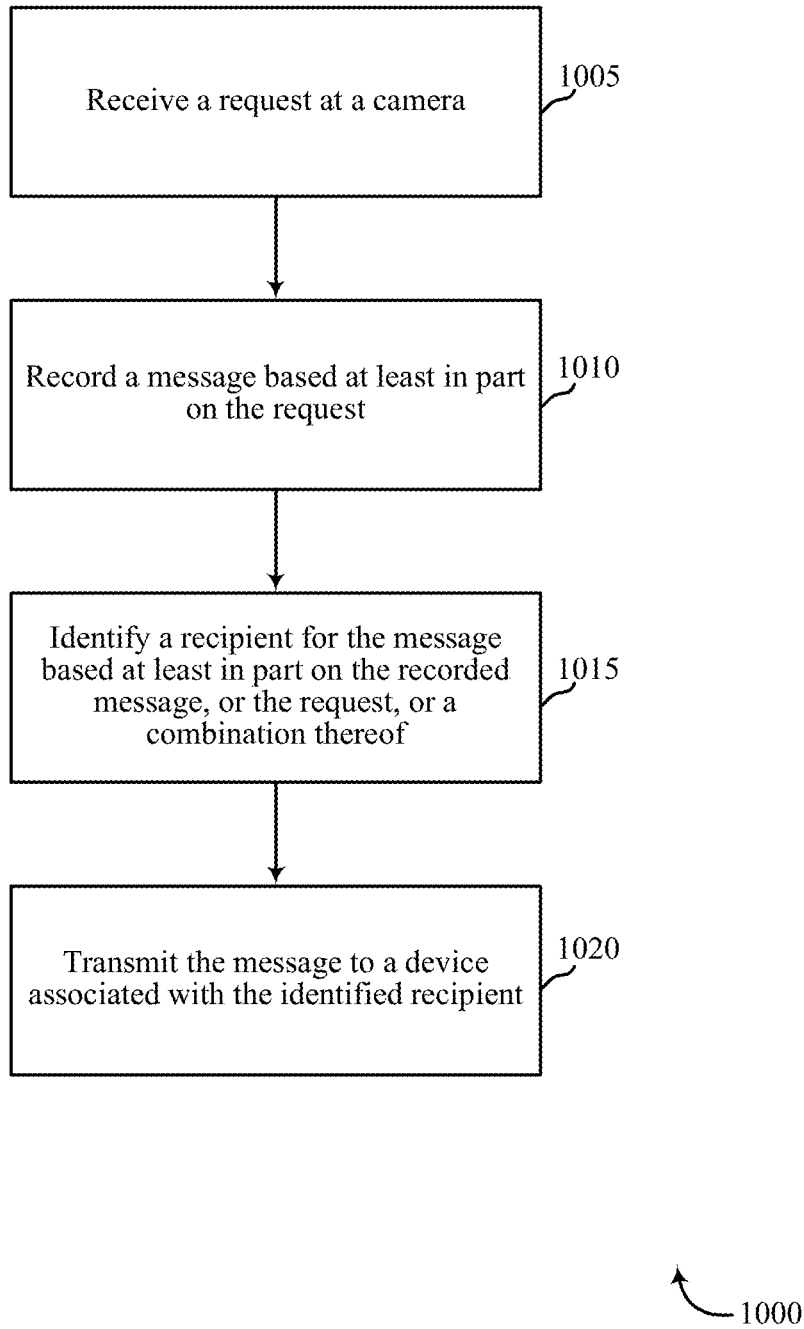 Receive a request at a camera
1005
Record a message based at least in part
on the request
1010
Identify a recipient for the message
based at least in part on the recorded
message, or the request, or a
combination thereof
1015
Transmit the message to a device
associated with the identified recipient
1020
1000